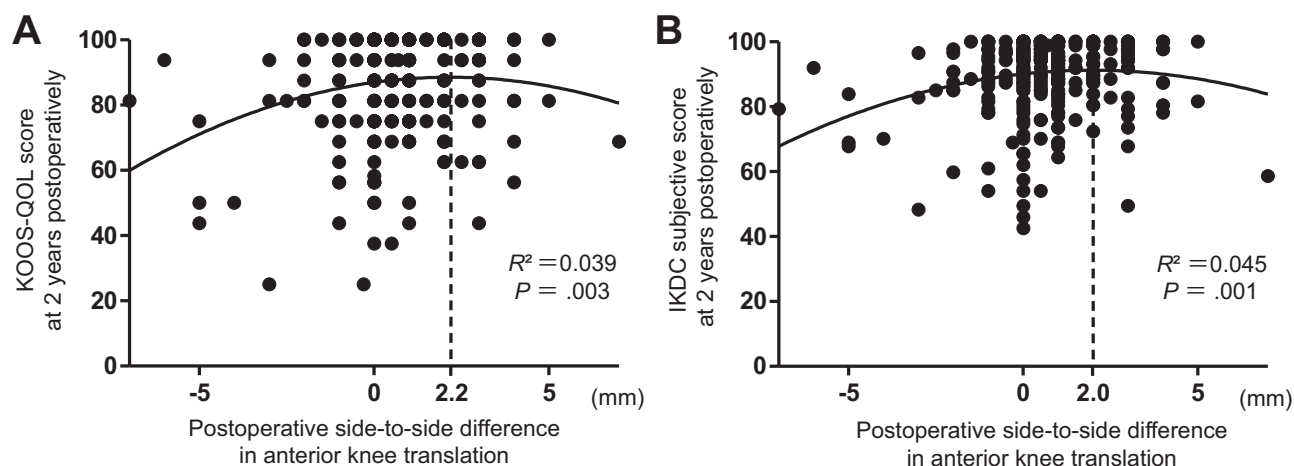 A
KOOS-QOL score
at 2 years postoperatively
100
80
60
40
20
0
R² = 0.039
P = .003
-5
0
2.2
5
(mm)
Postoperative side-to-side difference
in anterior knee translation
B
IKDC subjective score
at 2 years postoperatively
100
80
60
40
20
0
R² = 0.045
P = .001
-5
0
2.0
5
(mm)
Postoperative side-to-side difference
in anterior knee translation